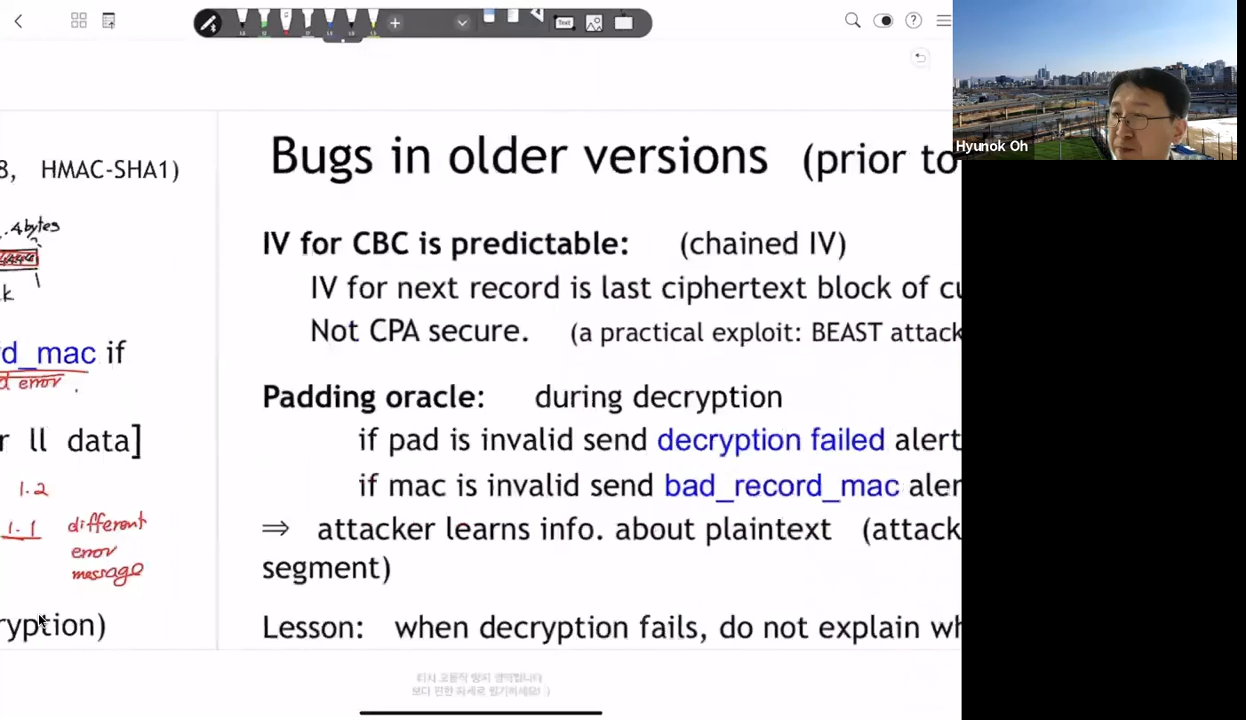 Text
Hyunok Oh
8, HMAC-SHA1)
4bytes
d_mac if
error
ll data]
1.2
1.1 different
error
message
ryption)
Bugs in older versions (prior to
IV for CBC is predictable: (chained IV)
IV for next record is last ciphertext block of cu
Not CPA secure. (a practical exploit: BEAST attack
Padding oracle: during decryption
if pad is invalid send decryption failed alert
if mac is invalid send bad_record_mac aler
⇒ attacker learns info. about plaintext (attack
segment)
Lesson: when decryption fails, do not explain wh